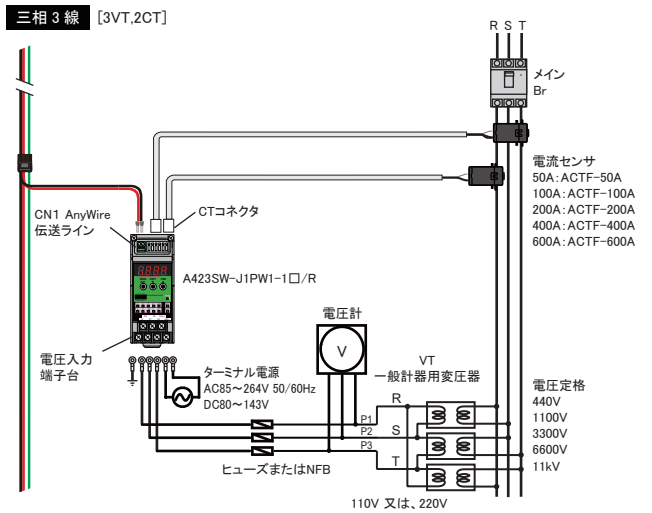 三相3線 [3VT,2CT]
R S T
メイン
Br
電流センサ
50A:ACTF-50A
100A:ACTF-100A
200A:ACTF-200A
400A:ACTF-400A
600A:ACTF-600A
CN1 AnyWire
伝送ライン
CTコネクタ
A423SW-J1PW1-1□/R
電圧入力
端子台
ターミナル電源
AC85～264V 50/60Hz
DC80～143V
電圧計
V
VT
一般計器用変圧器
電圧定格
440V
1100V
3300V
6600V
11kV
P1
R
P2
S
P3
T
ヒューズまたはNFB
110V 又は、220V